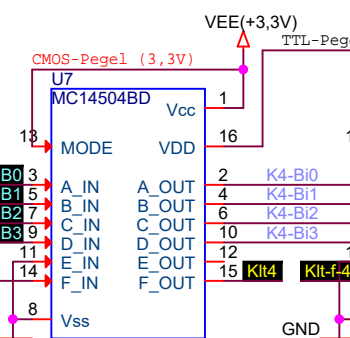 VEE(+3,3V)
TTL-Peg
CMOS-Pegel (3,3V)
U7
MC14504BD
Vcc 1
13 MODE VDD 16
B0 3 A_IN A_OUT 2 K4-Bi0
B1 5 B_IN B_OUT 4 K4-Bi1
B2 7 C_IN C_OUT 6 K4-Bi2
B3 9 D_IN D_OUT 10 K4-Bi3
11 E_IN E_OUT 12
14 F_IN F_OUT 15 Klt4 Klt-f-4
8 Vss
GND